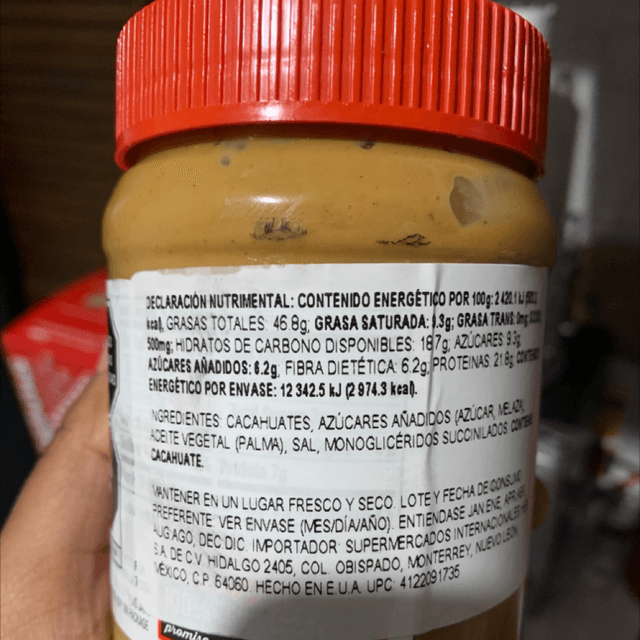 DECLARACIÓN NUTRIMENTAL: CONTENIDO ENERGÉTICO POR 100g: 2 420.1 kJ
kcal), GRASAS TOTALES: 46.8g; GRASA SATURADA: 9.3g; GRASA TRANS: 0mg;
500mg; HIDRATOS DE CARBONO DISPONIBLES: 18.7g; AZÚCARES: 9.3g;
AZÚCARES AÑADIDOS: 6.2g, FIBRA DIETÉTICA: 6.2g; PROTEÍNAS: 21.8g.
ENERGÉTICO POR ENVASE: 12 342.5 kJ (2 974.3 kcal).
INGREDIENTES: CACAHUATES, AZÚCARES AÑADIDOS (AZÚCAR, MELAZA),
ACEITE VEGETAL (PALMA), SAL, MONOGLICÉRIDOS SUCCINILADOS. CONTIENE
CACAHUATE.
MANTENER EN UN LUGAR FRESCO Y SECO. LOTE Y FECHA DE CONSUMO
PREFERENTE: VER ENVASE (MES/DÍA/AÑO). ENTIÉNDASE JAN:ENE, APR:ABR,
AUG:AGO, DEC:DIC. IMPORTADOR: SUPERMERCADOS INTERNACIONALES
S.A. DE C.V. HIDALGO 2405, COL. OBISPADO, MONTERREY, NUEVO LEÓN
MÉXICO, C.P. 64060. HECHO EN E.U.A. UPC: 4122091735
promise